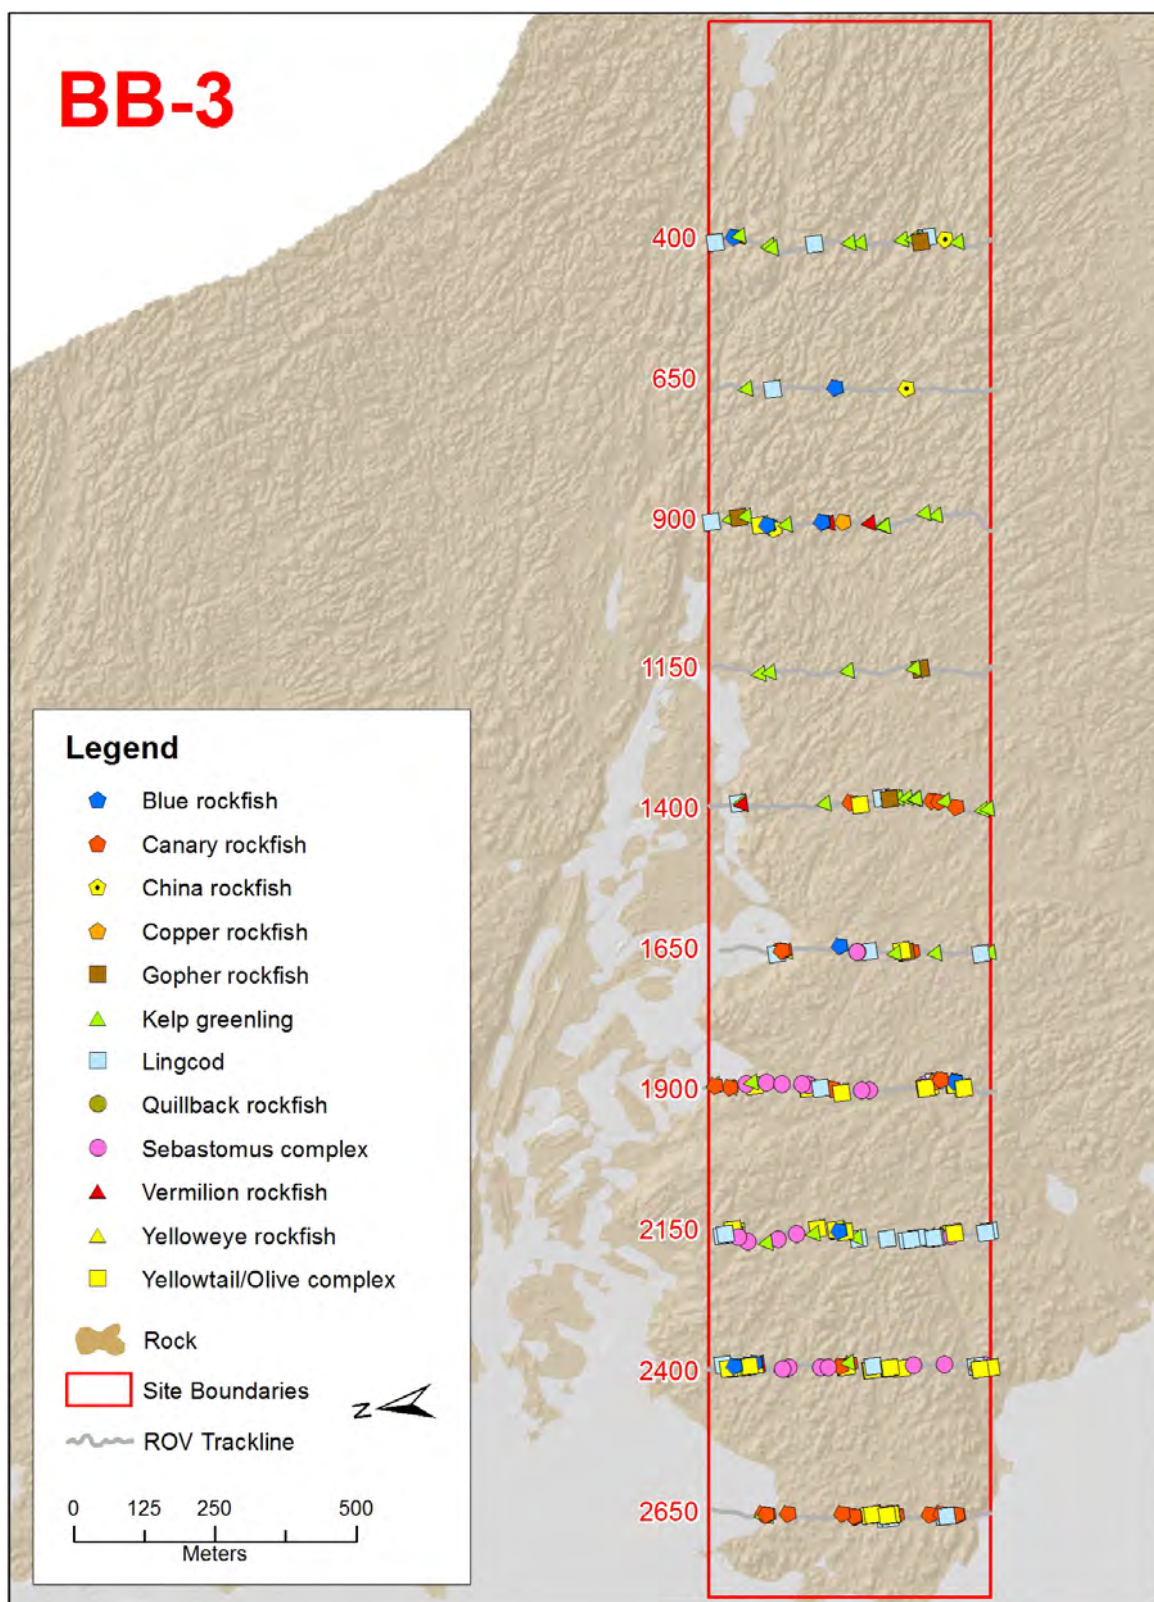 BB-3
400
650
900
1150
1400
1650
1900
2150
2400
2650
Legend
Blue rockfish
Canary rockfish
China rockfish
Copper rockfish
Gopher rockfish
Kelp greenling
Lingcod
Quillback rockfish
Sebastomus complex
Vermilion rockfish
Yelloweye rockfish
Yellowtail/Olive complex
Rock
Site Boundaries
N
ROV Trackline
0 125 250 500
Meters